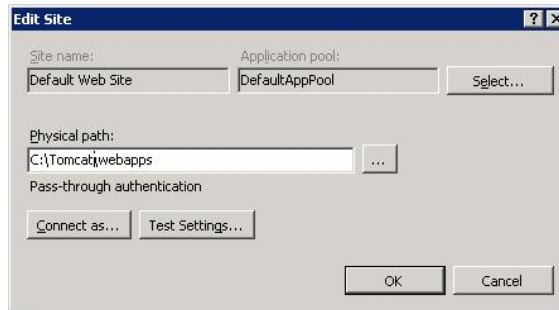 Edit Site
Site name:
Application pool:
Default Web Site
DefaultAppPool
Select...
Physical path:
C:\Tomcat\webapps
...
Pass-through authentication
Connect as...
Test Settings...
OK
Cancel